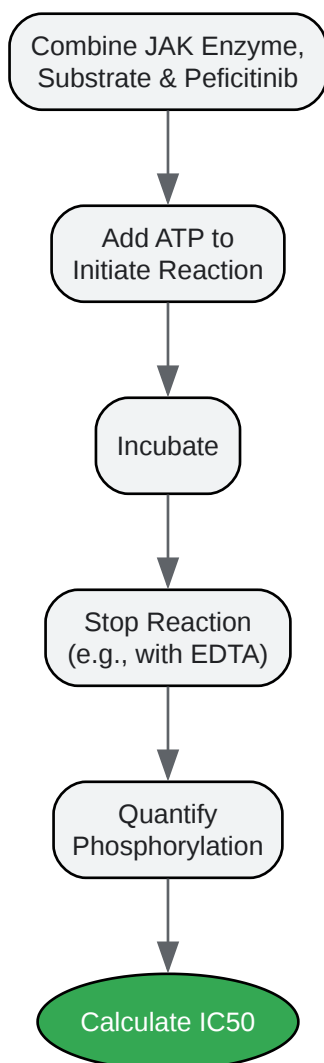 Combine JAK Enzyme,
Substrate & Peficitinib
Add ATP to
Initiate Reaction
Incubate
Stop Reaction
(e.g., with EDTA)
Quantify
Phosphorylation
Calculate IC50